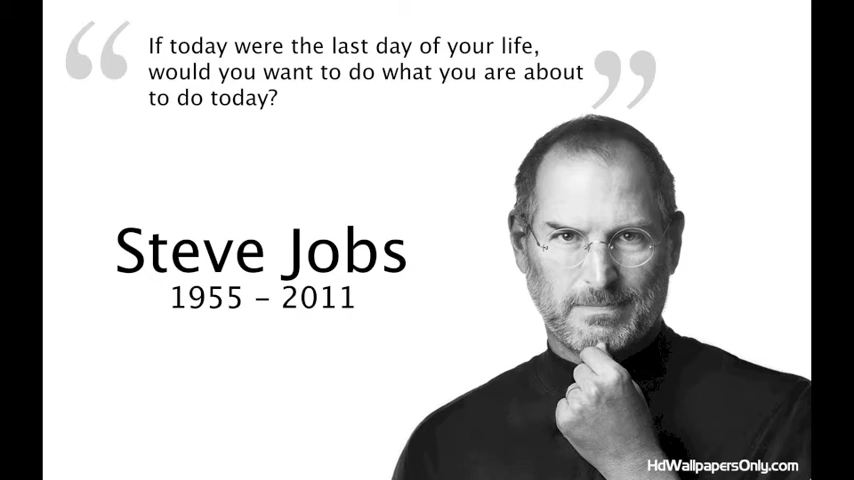 If today were the last day of your life,
would you want to do what you are about
to do today?
Steve Jobs
1955 – 2011
HdWallpapersOnly.com